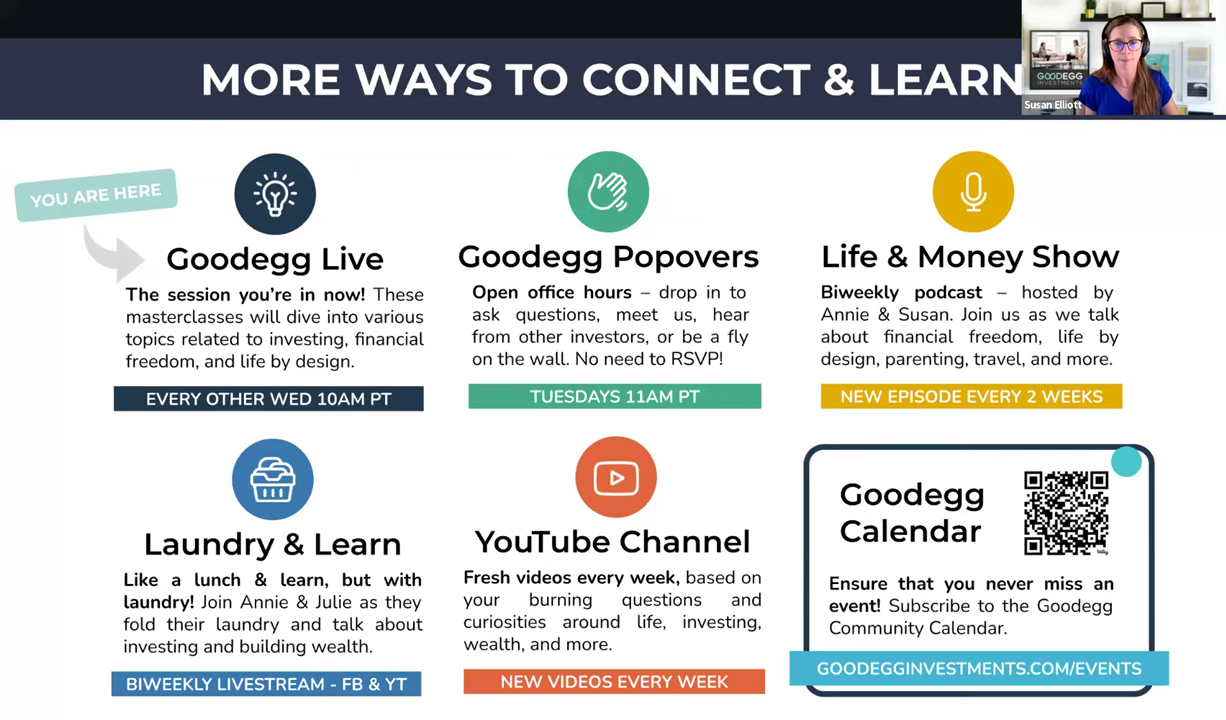 MORE WAYS TO CONNECT & LEARN
GOODEGG
INVESTMENTS
Susan Elliott
YOU ARE HERE
Goodegg Live
The session you're in now! These
masterclasses will dive into various
topics related to investing, financial
freedom, and life by design.
EVERY OTHER WED 10AM PT
Goodegg Popovers
Open office hours – drop in to
ask questions, meet us, hear
from other investors, or be a fly
on the wall. No need to RSVP!
TUESDAYS 11AM PT
Life & Money Show
Biweekly podcast – hosted by
Annie & Susan. Join us as we talk
about financial freedom, life by
design, parenting, travel, and more.
NEW EPISODE EVERY 2 WEEKS
Laundry & Learn
Like a lunch & learn, but with
laundry! Join Annie & Julie as they
fold their laundry and talk about
investing and building wealth.
BIWEEKLY LIVESTREAM - FB & YT
YouTube Channel
Fresh videos every week, based on
your burning questions and
curiosities around life, investing,
wealth, and more.
NEW VIDEOS EVERY WEEK
Goodegg
Calendar
Ensure that you never miss an
event! Subscribe to the Goodegg
Community Calendar.
GOODEGGINVESTMENTS.COM/EVENTS